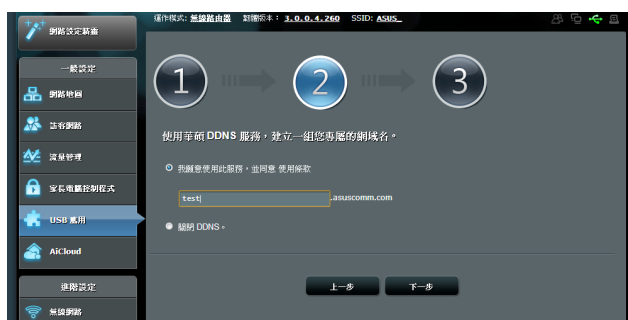 運作模式: 無線路由器 韌體版本: 3.0.0.4.260 SSID: ASUS_
網路設定精靈
一般設定
網路地圖
訪客網路
流量管理
家長電腦控制程式
USB 應用
AiCloud
進階設定
無線網路
1 2 3
使用華碩 DDNS 服務，建立一組您專屬的網域名。
我願意使用此服務，並同意 使用條款
test .asuscomm.com
關閉 DDNS。
上一步 下一步